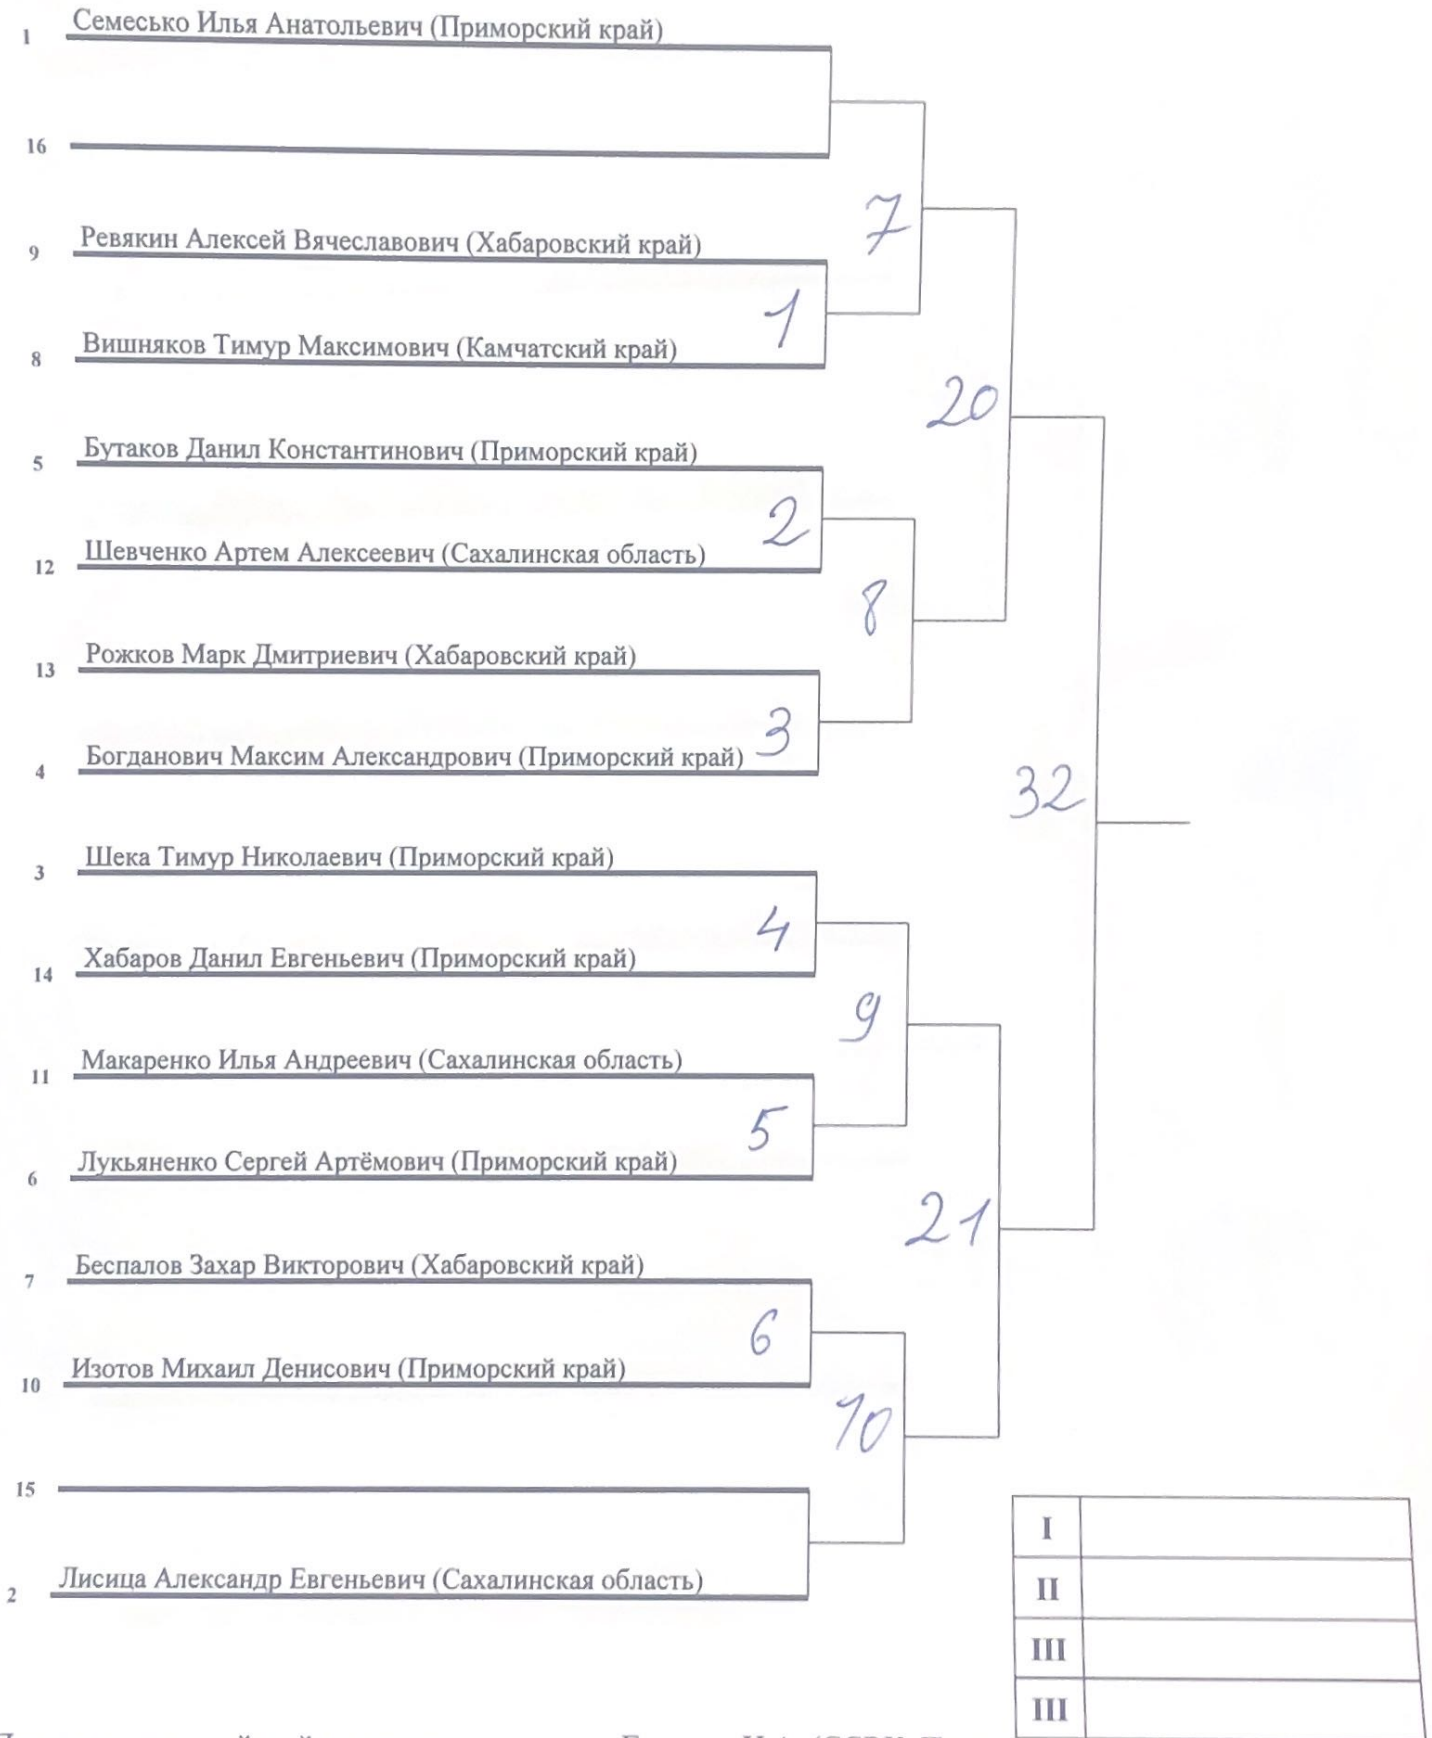 1 Семесько Илья Анатольевич (Приморский край)
16
7
9 Ревякин Алексей Вячеславович (Хабаровский край)
1
8 Вишняков Тимур Максимович (Камчатский край)
20
5 Бутаков Данил Константинович (Приморский край)
2
12 Шевченко Артем Алексеевич (Сахалинская область)
8
13 Рожков Марк Дмитриевич (Хабаровский край)
3
4 Богданович Максим Александрович (Приморский край)
32
3 Шека Тимур Николаевич (Приморский край)
4
14 Хабаров Данил Евгеньевич (Приморский край)
9
11 Макаренко Илья Андреевич (Сахалинская область)
5
6 Лукьяненко Сергей Артёмович (Приморский край)
21
7 Беспалов Захар Викторович (Хабаровский край)
6
10 Изотов Михаил Денисович (Приморский край)
10
15
I
2 Лисица Александр Евгеньевич (Сахалинская область)
II
III
III